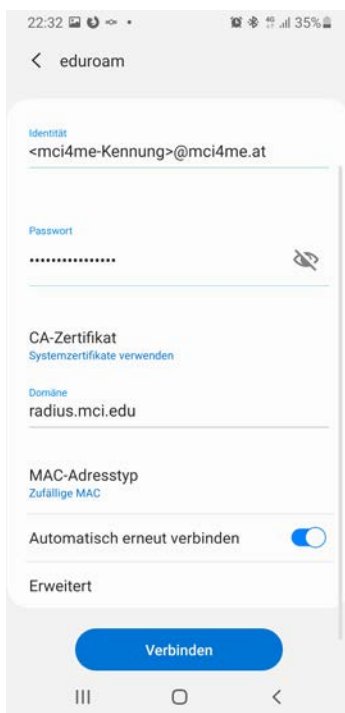 22:32 35%
eduroam
Identität
<mci4me-Kennung>@mci4me.at
Passwort
••••••••••••••••
CA-Zertifikat
Systemzertifikate verwenden
Domäne
radius.mci.edu
MAC-Adresstyp
Zufällige MAC
Automatisch erneut verbinden
Erweitert
Verbinden